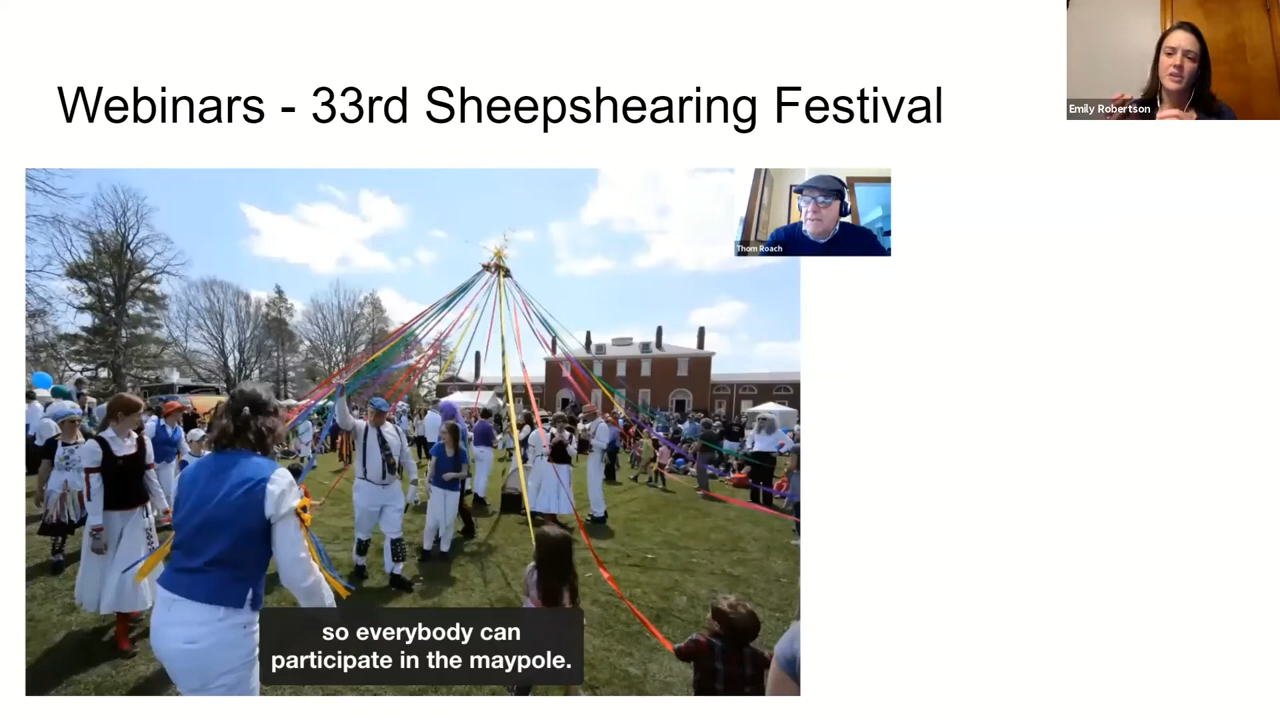 Webinars - 33rd Sheepshearing Festival
Emily Robertson
Thom Roach
so everybody can
participate in the maypole.